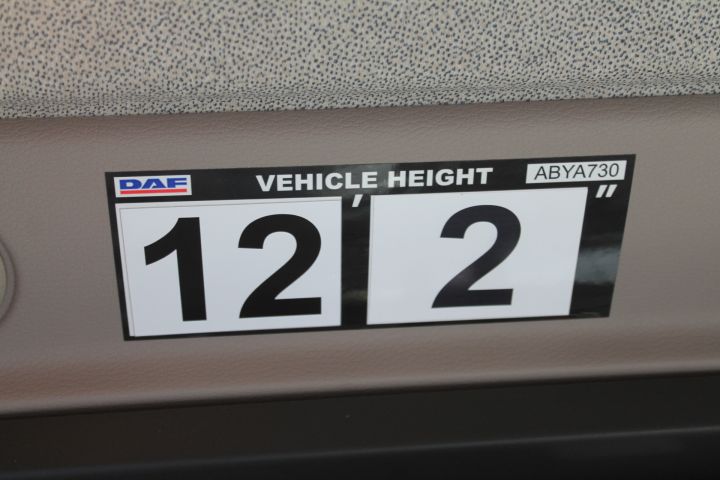 DAF VEHICLE HEIGHT ABYA730
12' 2"